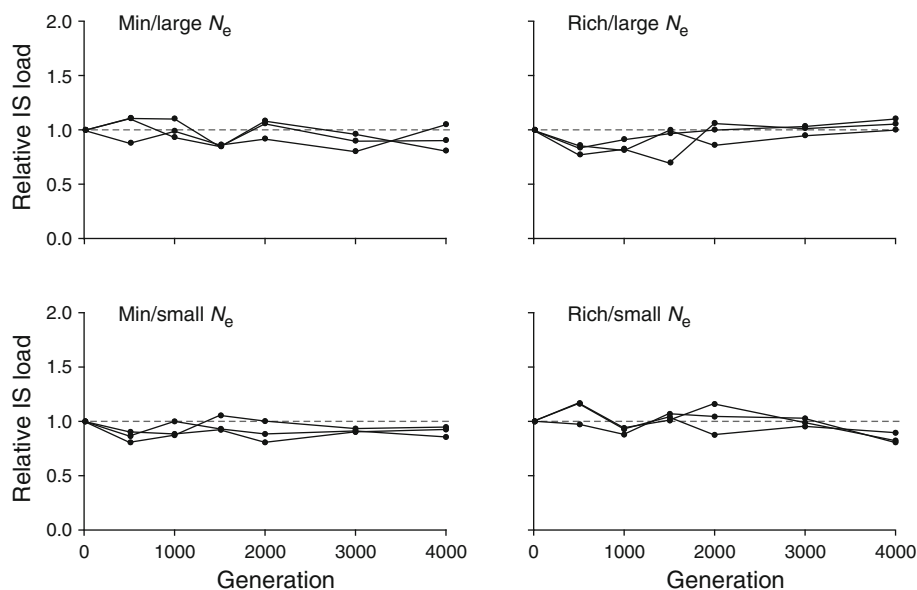 Min/large Ne
Rich/large Ne
Relative IS load
2.0
1.5
1.0
0.5
0.0
Min/small Ne
Rich/small Ne
Relative IS load
2.0
1.5
1.0
0.5
0.0
0 1000 2000 3000 4000
0 1000 2000 3000 4000
Generation
Generation